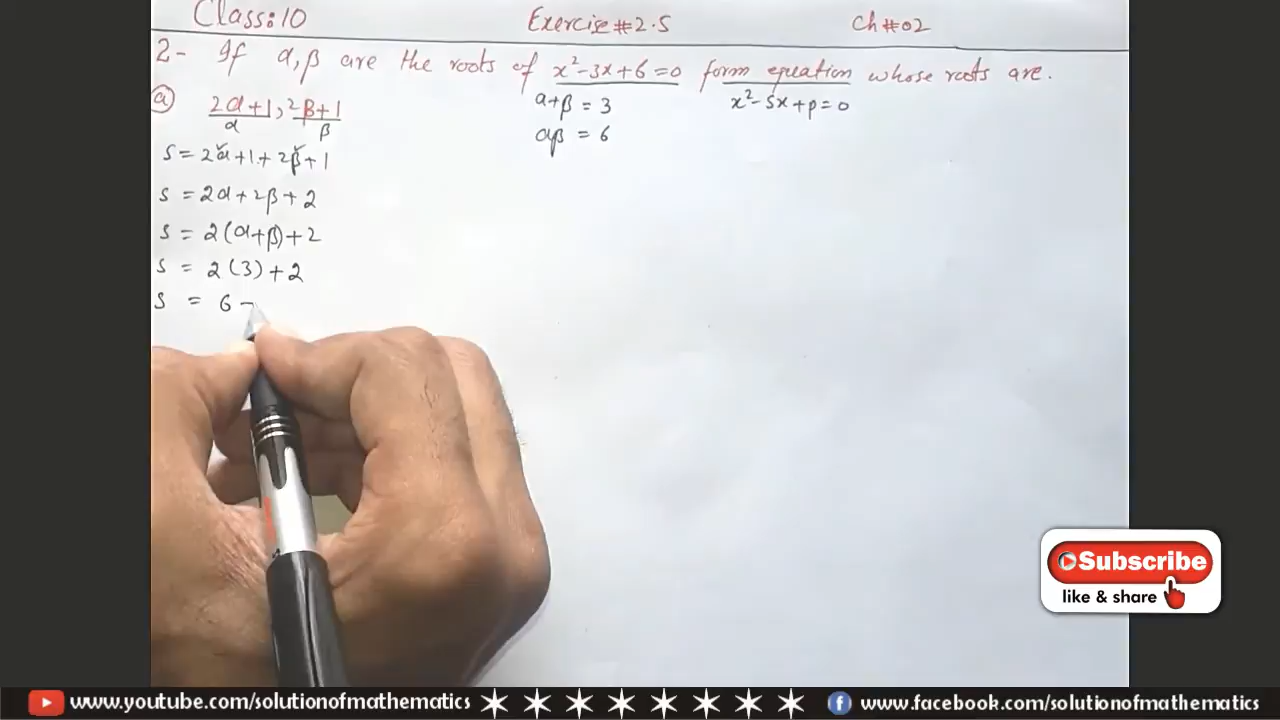 Class:10 Exercise #2.5 Ch #02
2- If α,β are the roots of x²-3x+6=0 form equation whose roots are.
(a) 2α+1, 2β+1 α+β = 3 x²-Sx+p=0
α β αβ = 6
S = 2α+1+2β+1
S = 2α+2β+2
S = 2(α+β)+2
S = 2(3)+2
S = 6-
Subscribe
like & share
www.youtube.com/solutionofmathematics
www.facebook.com/solutionofmathematics